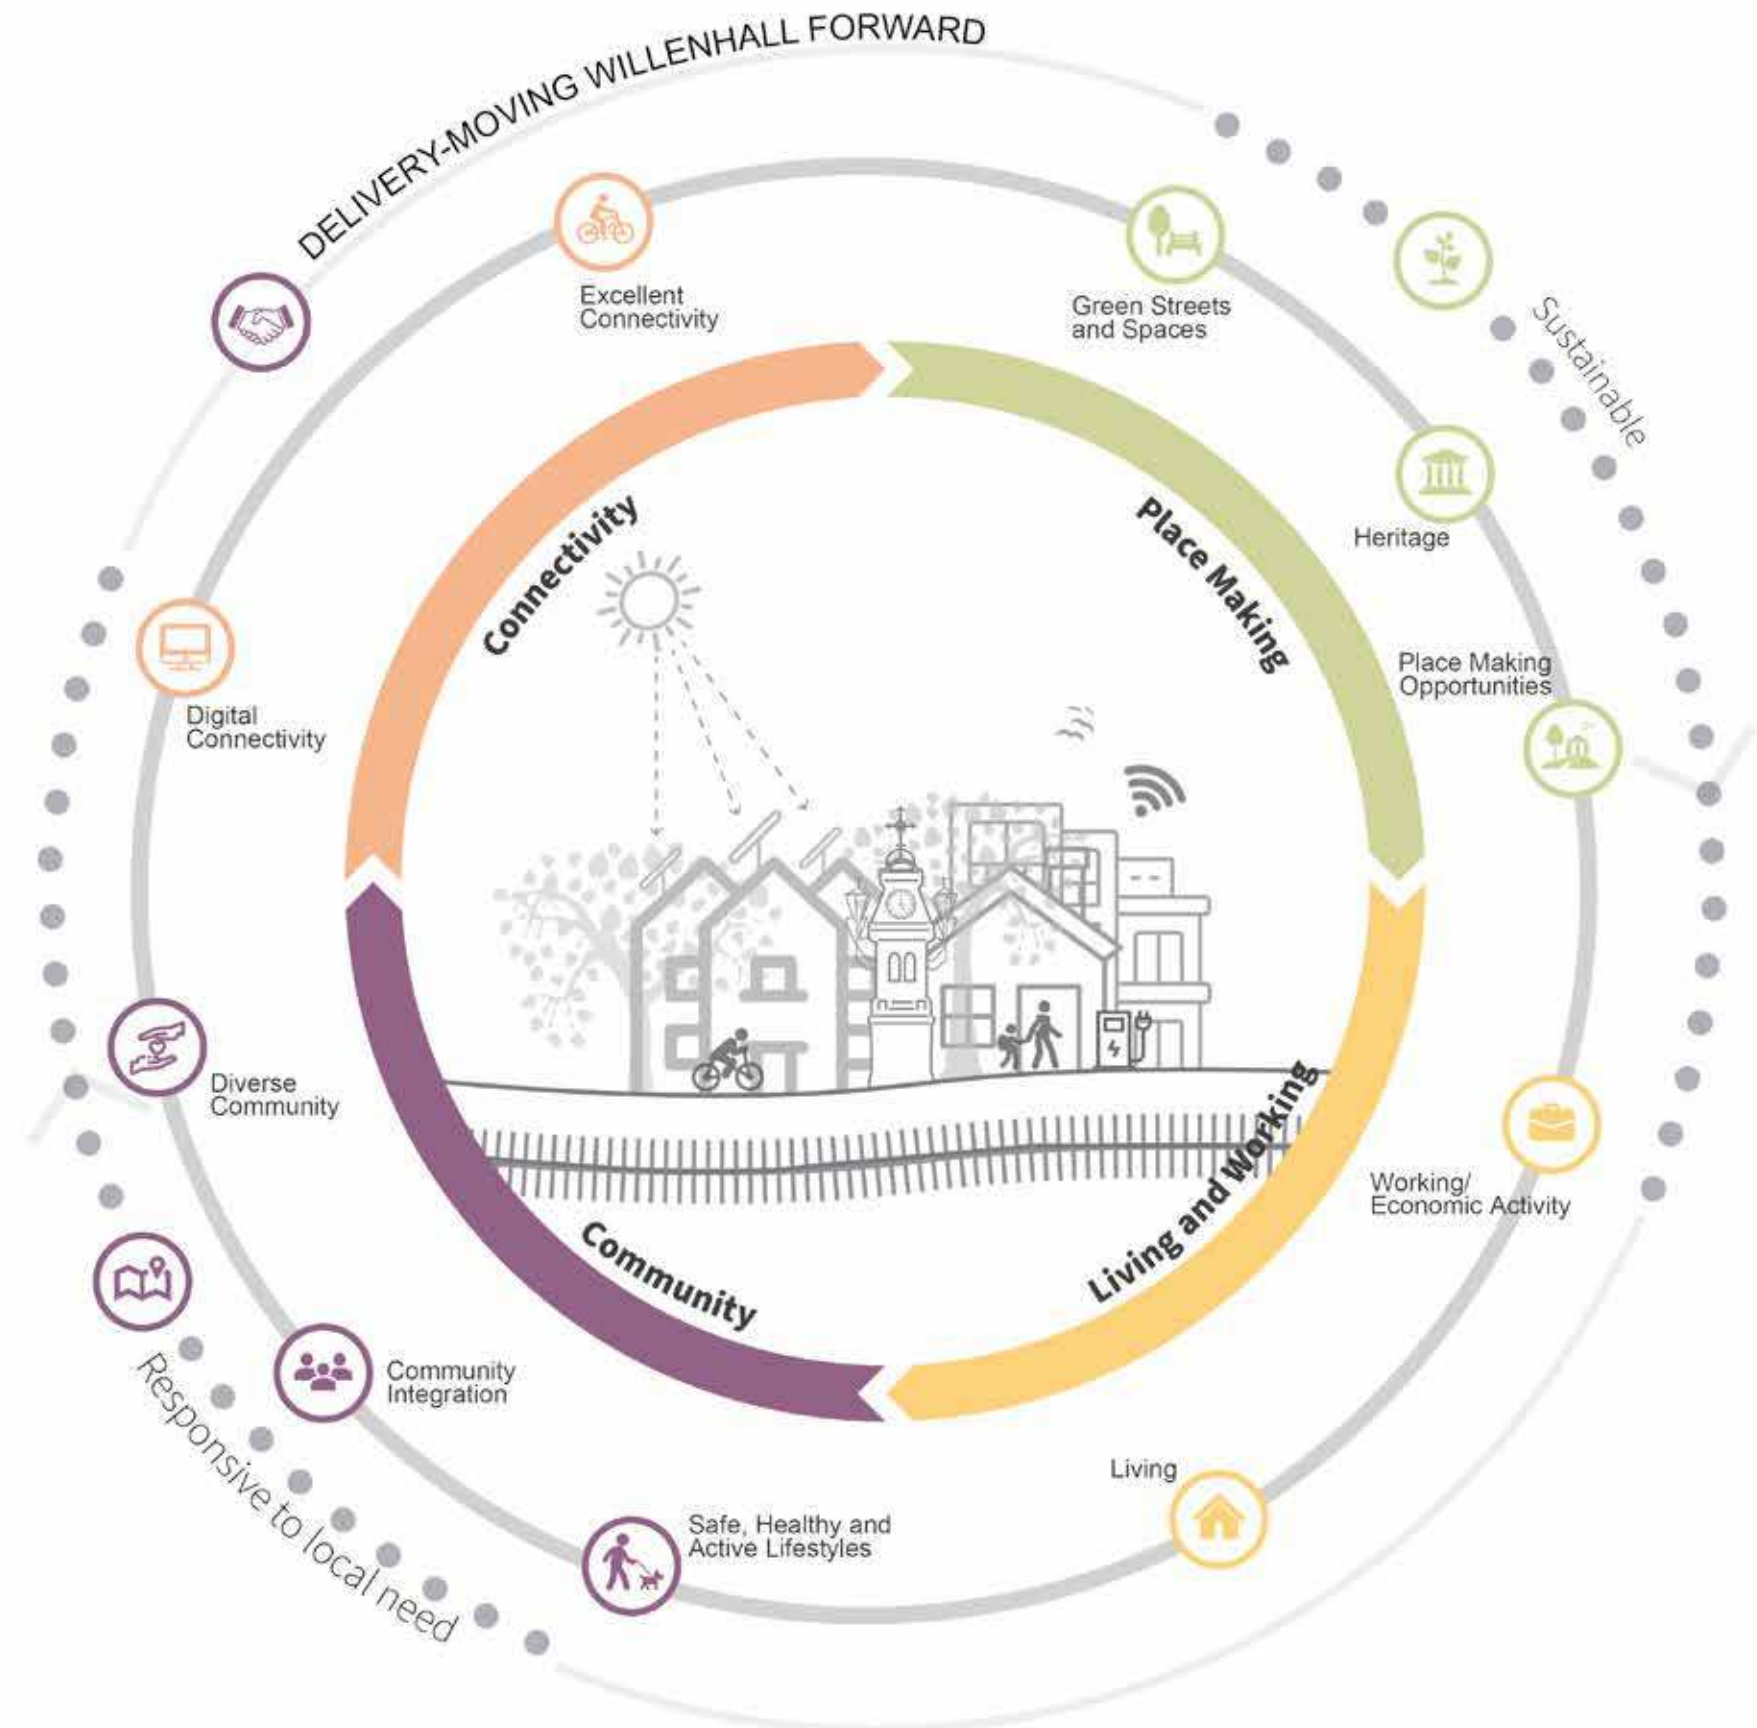 DELIVERY-MOVING WILLENHALL FORWARD
Excellent
Connectivity
Green Streets
and Spaces
Sustainable
Connectivity
Place Making
Heritage
Place Making
Opportunities
Digital
Connectivity
Diverse
Community
Working/
Economic Activity
Living and Working
Community
Community
Integration
Responsive to local need
Living
Safe, Healthy and
Active Lifestyles